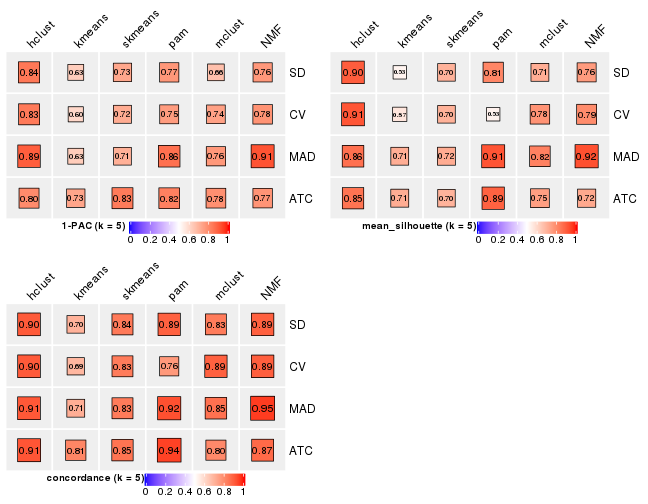 hclust kmeans skmeans pam mclust NMF
0.84 0.63 0.73 0.77 0.66 0.76 SD
0.83 0.60 0.72 0.75 0.74 0.78 CV
0.89 0.63 0.71 0.86 0.76 0.91 MAD
0.80 0.73 0.83 0.82 0.78 0.77 ATC
1-PAC (k = 5)
0 0.2 0.4 0.6 0.8 1
hclust kmeans skmeans pam mclust NMF
0.90 0.53 0.70 0.81 0.71 0.76 SD
0.91 0.57 0.70 0.53 0.78 0.79 CV
0.86 0.71 0.72 0.91 0.82 0.92 MAD
0.85 0.71 0.70 0.89 0.75 0.72 ATC
mean_silhouette (k = 5)
0 0.2 0.4 0.6 0.8 1
hclust kmeans skmeans pam mclust NMF
0.90 0.70 0.84 0.89 0.83 0.89 SD
0.90 0.69 0.83 0.76 0.89 0.89 CV
0.91 0.71 0.83 0.92 0.85 0.95 MAD
0.91 0.81 0.85 0.94 0.80 0.87 ATC
concordance (k = 5)
0 0.2 0.4 0.6 0.8 1